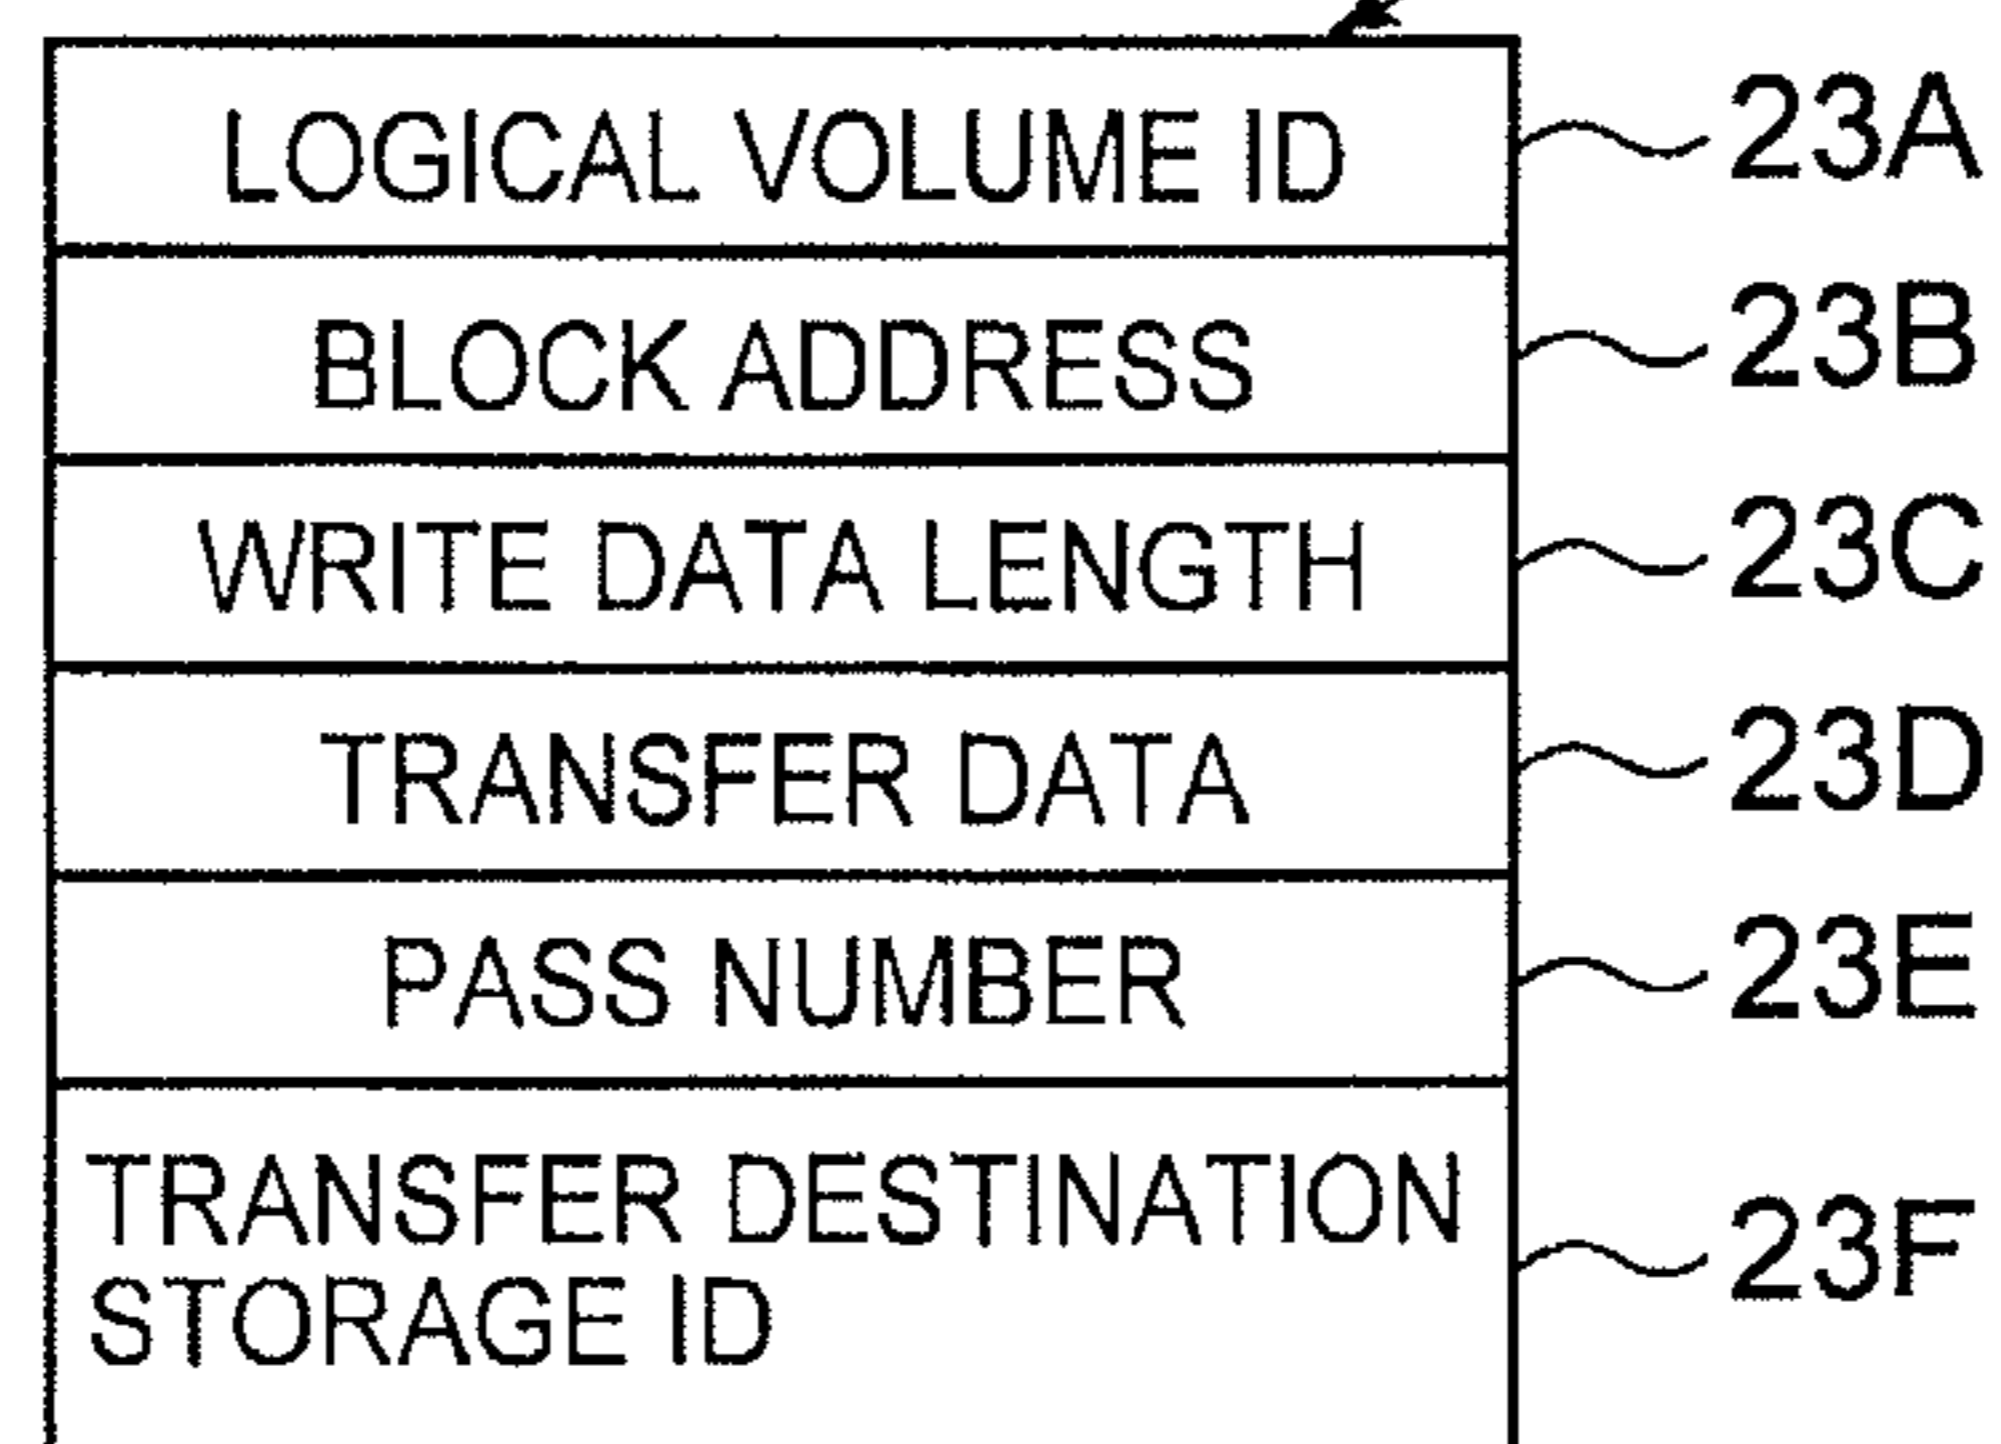 LOGICAL VOLUME ID 23A
BLOCK ADDRESS 23B
WRITE DATA LENGTH 23C
TRANSFER DATA 23D
PASS NUMBER 23E
TRANSFER DESTINATION
STORAGE ID 23F